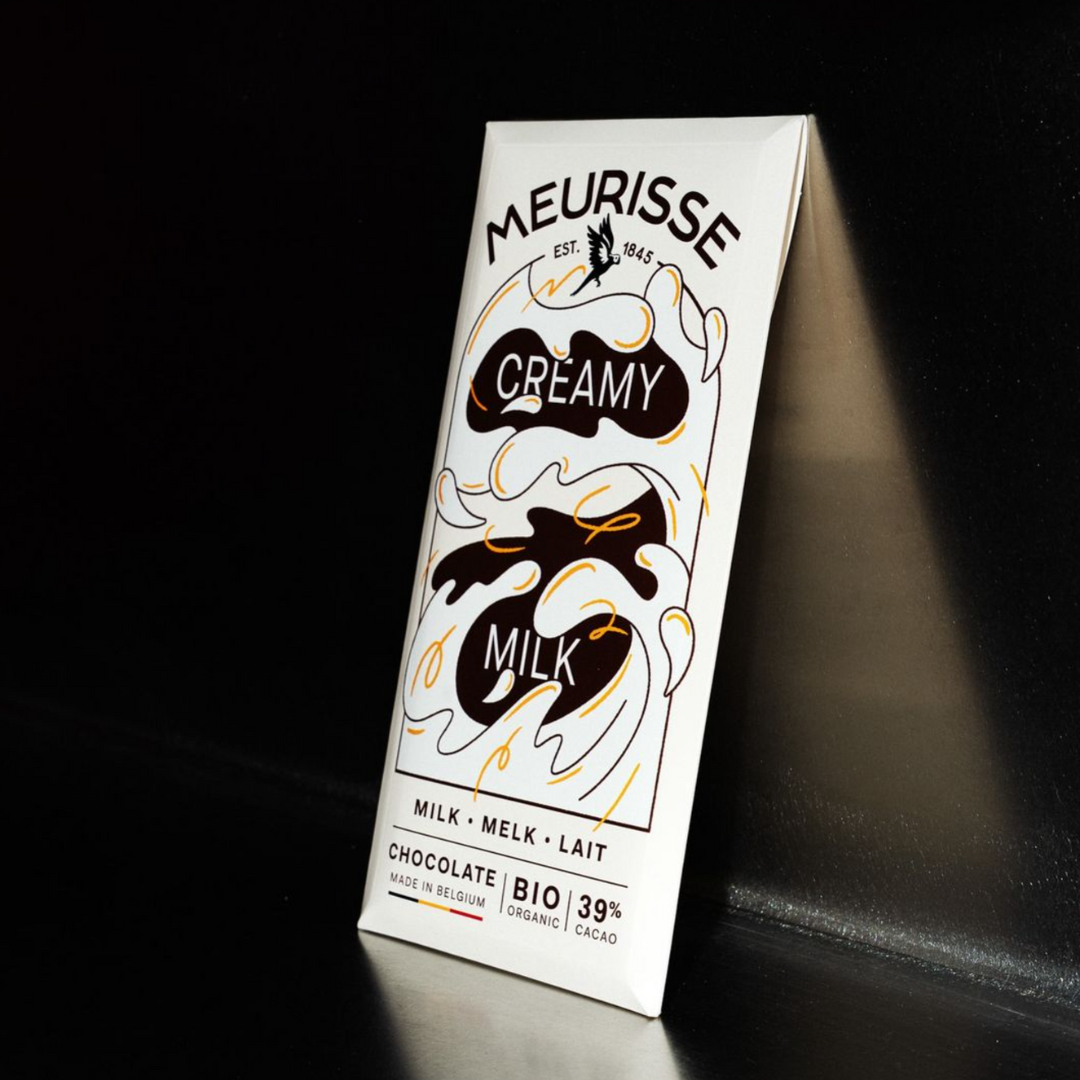 MEURISSE
EST. 1845
CREAMY
MILK
MILK • MELK • LAIT
CHOCOLATE
MADE IN BELGIUM
BIO
ORGANIC
39%
CACAO